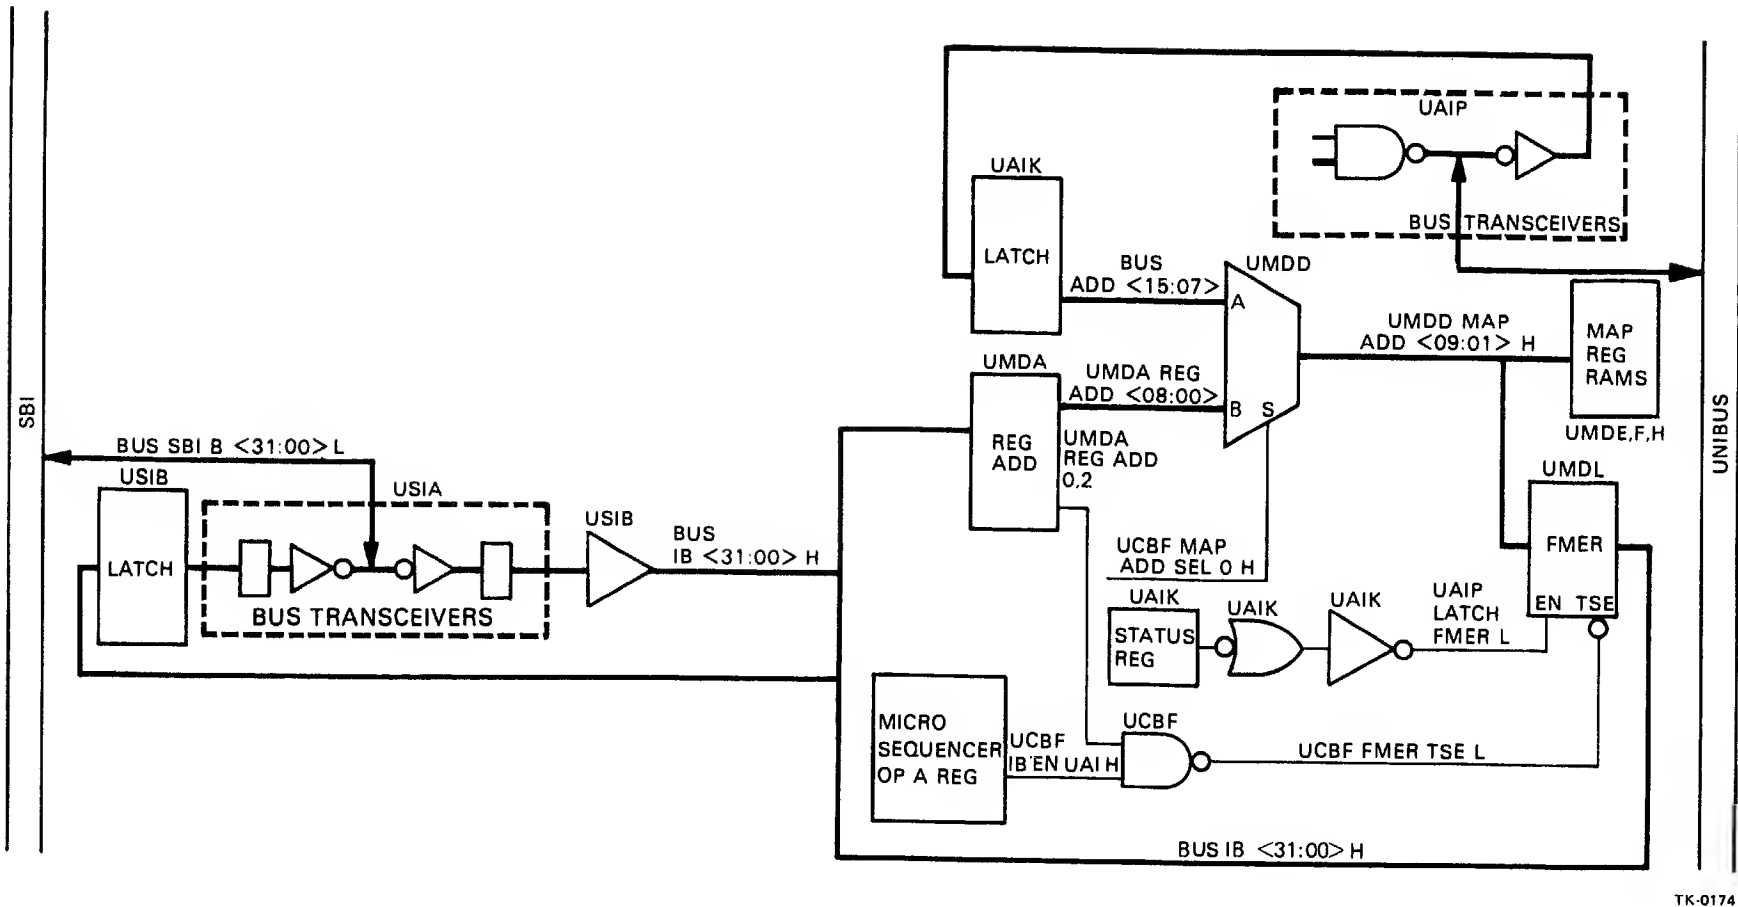 UAIP
BUS TRANSCEIVERS
UAIK
LATCH
BUS
ADD <15:07>
UMDD
A
B
S
UMDD MAP
ADD <09:01> H
MAP
REG
RAMS
UMDE,F,H
UMDA
REG
ADD
UMDA REG
ADD <08:00>
UMDA
REG ADD
0,2
SBI
UNIBUS
BUS SBI B <31:00> L
USIB
LATCH
USIA
BUS TRANSCEIVERS
USIB
BUS
IB <31:00> H
UMDL
FMER
EN TSE
UCBF MAP
ADD SEL 0 H
UAIK
STATUS
REG
UAIK
UAIK
UAIP
LATCH
FMER L
MICRO
SEQUENCER
OP A REG
UCBF
IB EN UAI H
UCBF
UCBF FMER TSE L
BUS IB <31:00> H
TK-0174